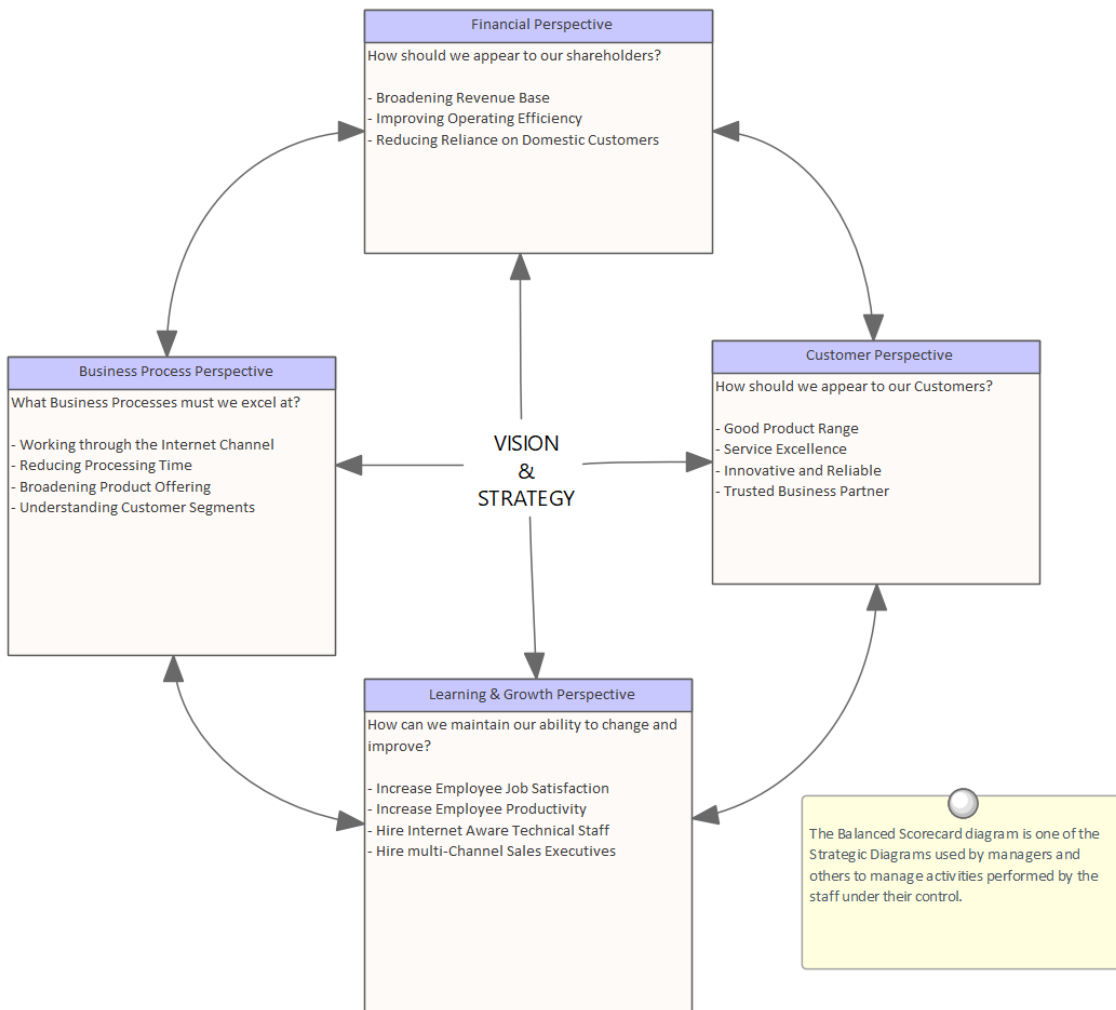 Financial Perspective
How should we appear to our shareholders?
- Broadening Revenue Base
- Improving Operating Efficiency
- Reducing Reliance on Domestic Customers
Business Process Perspective
What Business Processes must we excel at?
- Working through the Internet Channel
- Reducing Processing Time
- Broadening Product Offering
- Understanding Customer Segments
VISION
&
STRATEGY
Customer Perspective
How should we appear to our Customers?
- Good Product Range
- Service Excellence
- Innovative and Reliable
- Trusted Business Partner
Learning & Growth Perspective
How can we maintain our ability to change and
improve?
- Increase Employee Job Satisfaction
- Increase Employee Productivity
- Hire Internet Aware Technical Staff
- Hire multi-Channel Sales Executives
The Balanced Scorecard diagram is one of the
Strategic Diagrams used by managers and
others to manage activities performed by the
staff under their control.